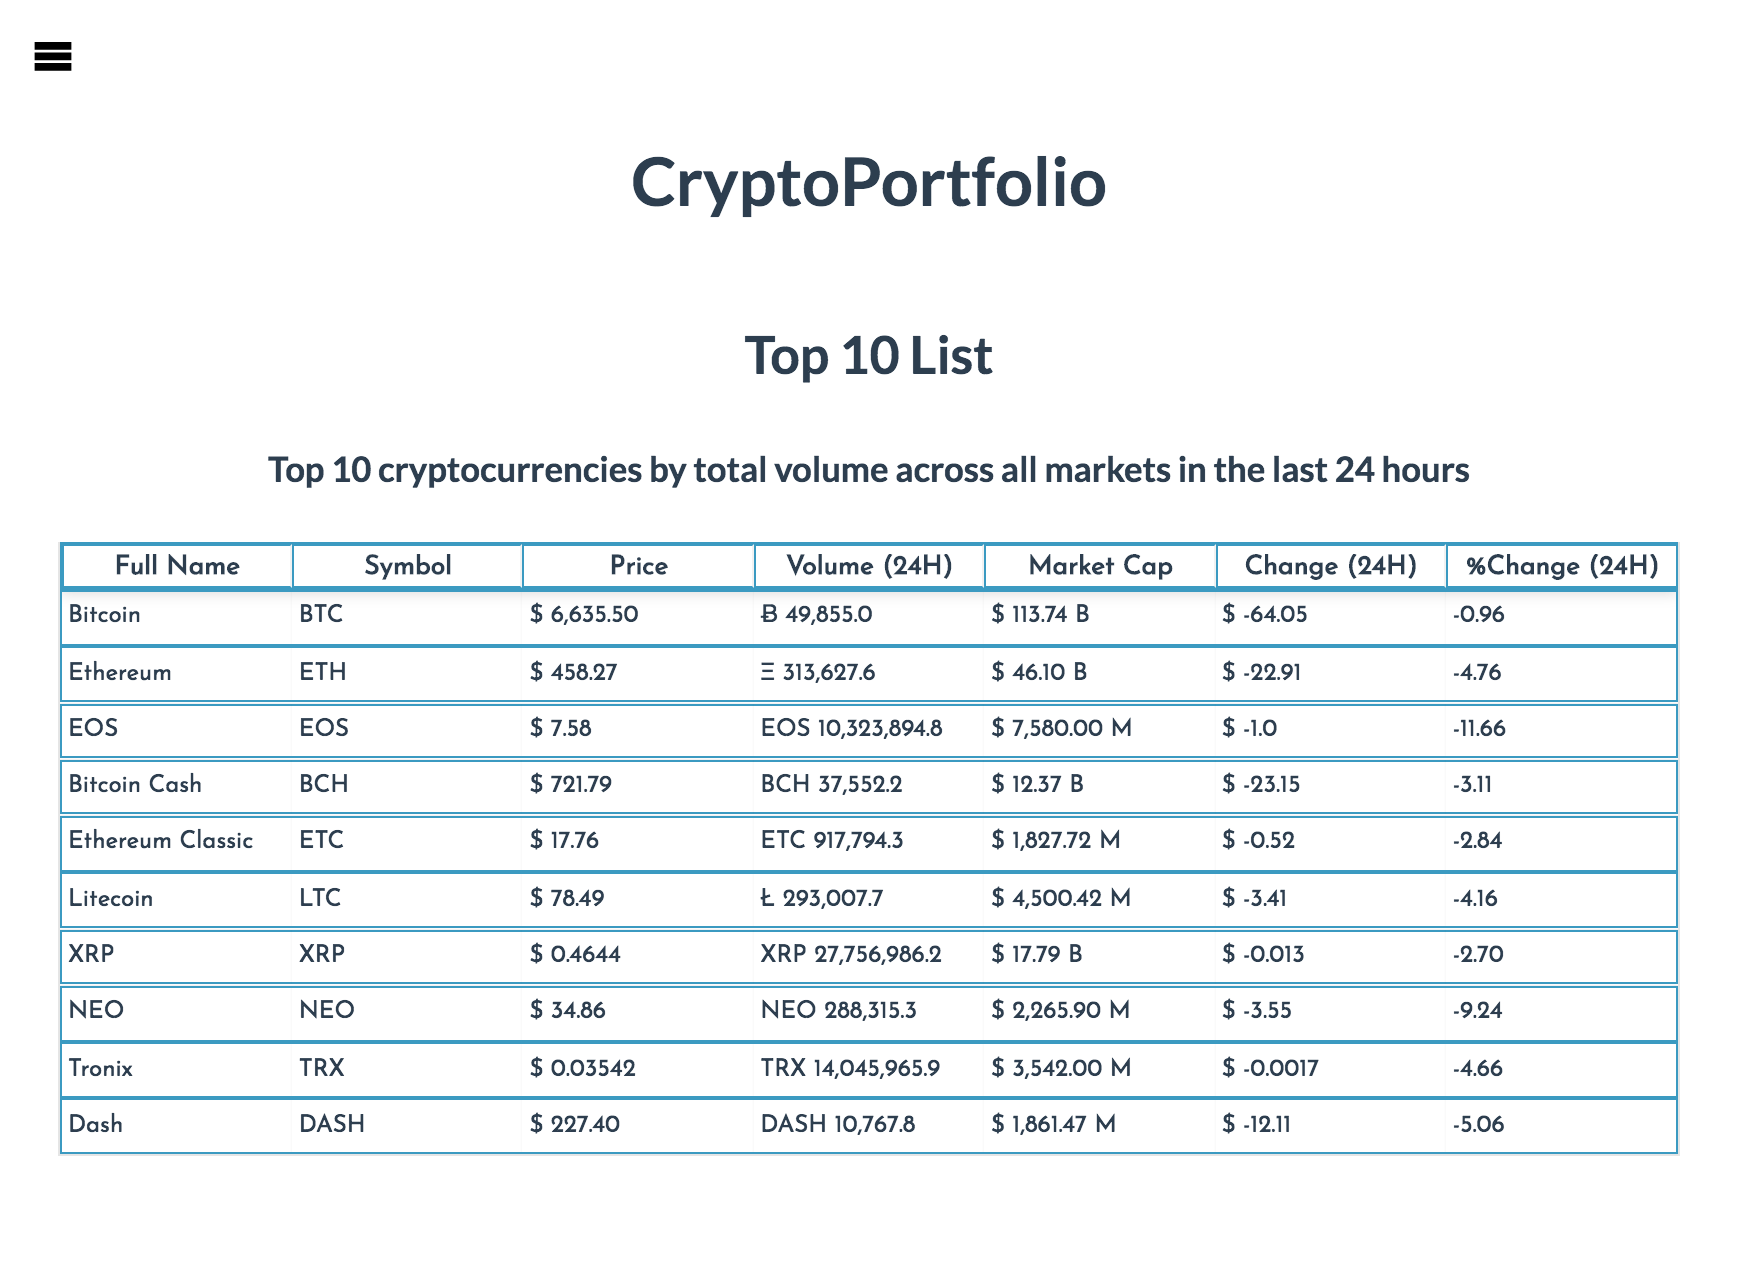 CryptoPortfolio
Top 10 List
Top 10 cryptocurrencies by total volume across all markets in the last 24 hours
Full Name Symbol Price Volume (24H) Market Cap Change (24H) %Change (24H)
Bitcoin BTC $ 6,635.50 Ƀ 49,855.0 $ 113.74 B $ -64.05 -0.96
Ethereum ETH $ 458.27 Ξ 313,627.6 $ 46.10 B $ -22.91 -4.76
EOS EOS $ 7.58 EOS 10,323,894.8 $ 7,580.00 M $ -1.0 -11.66
Bitcoin Cash BCH $ 721.79 BCH 37,552.2 $ 12.37 B $ -23.15 -3.11
Ethereum Classic ETC $ 17.76 ETC 917,794.3 $ 1,827.72 M $ -0.52 -2.84
Litecoin LTC $ 78.49 Ł 293,007.7 $ 4,500.42 M $ -3.41 -4.16
XRP XRP $ 0.4644 XRP 27,756,986.2 $ 17.79 B $ -0.013 -2.70
NEO NEO $ 34.86 NEO 288,315.3 $ 2,265.90 M $ -3.55 -9.24
Tronix TRX $ 0.03542 TRX 14,045,965.9 $ 3,542.00 M $ -0.0017 -4.66
Dash DASH $ 227.40 DASH 10,767.8 $ 1,861.47 M $ -12.11 -5.06